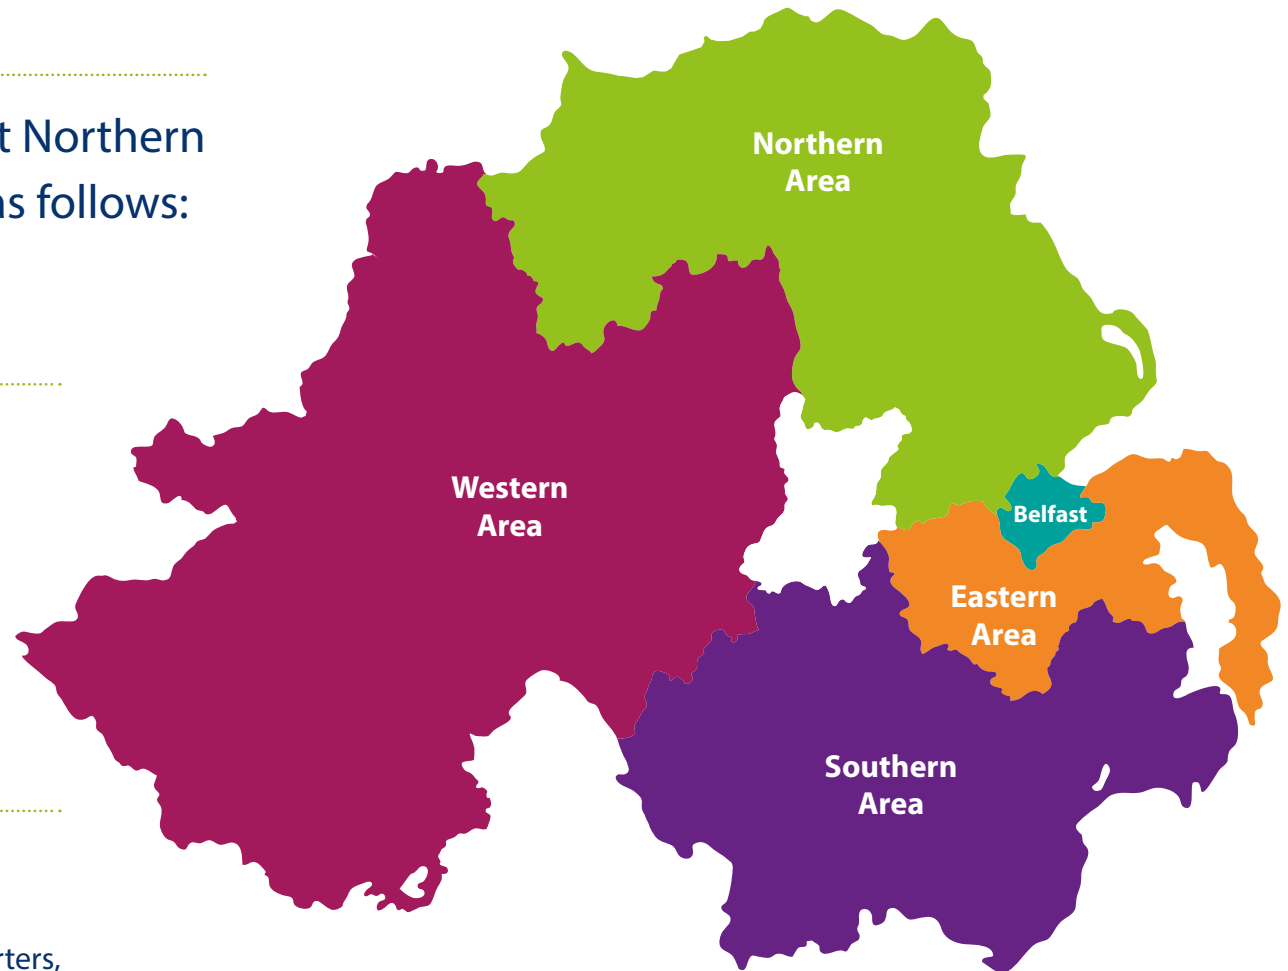 t Northern
as follows:
Northern
Area
Western
Area
Belfast
Eastern
Area
Southern
Area
rters,